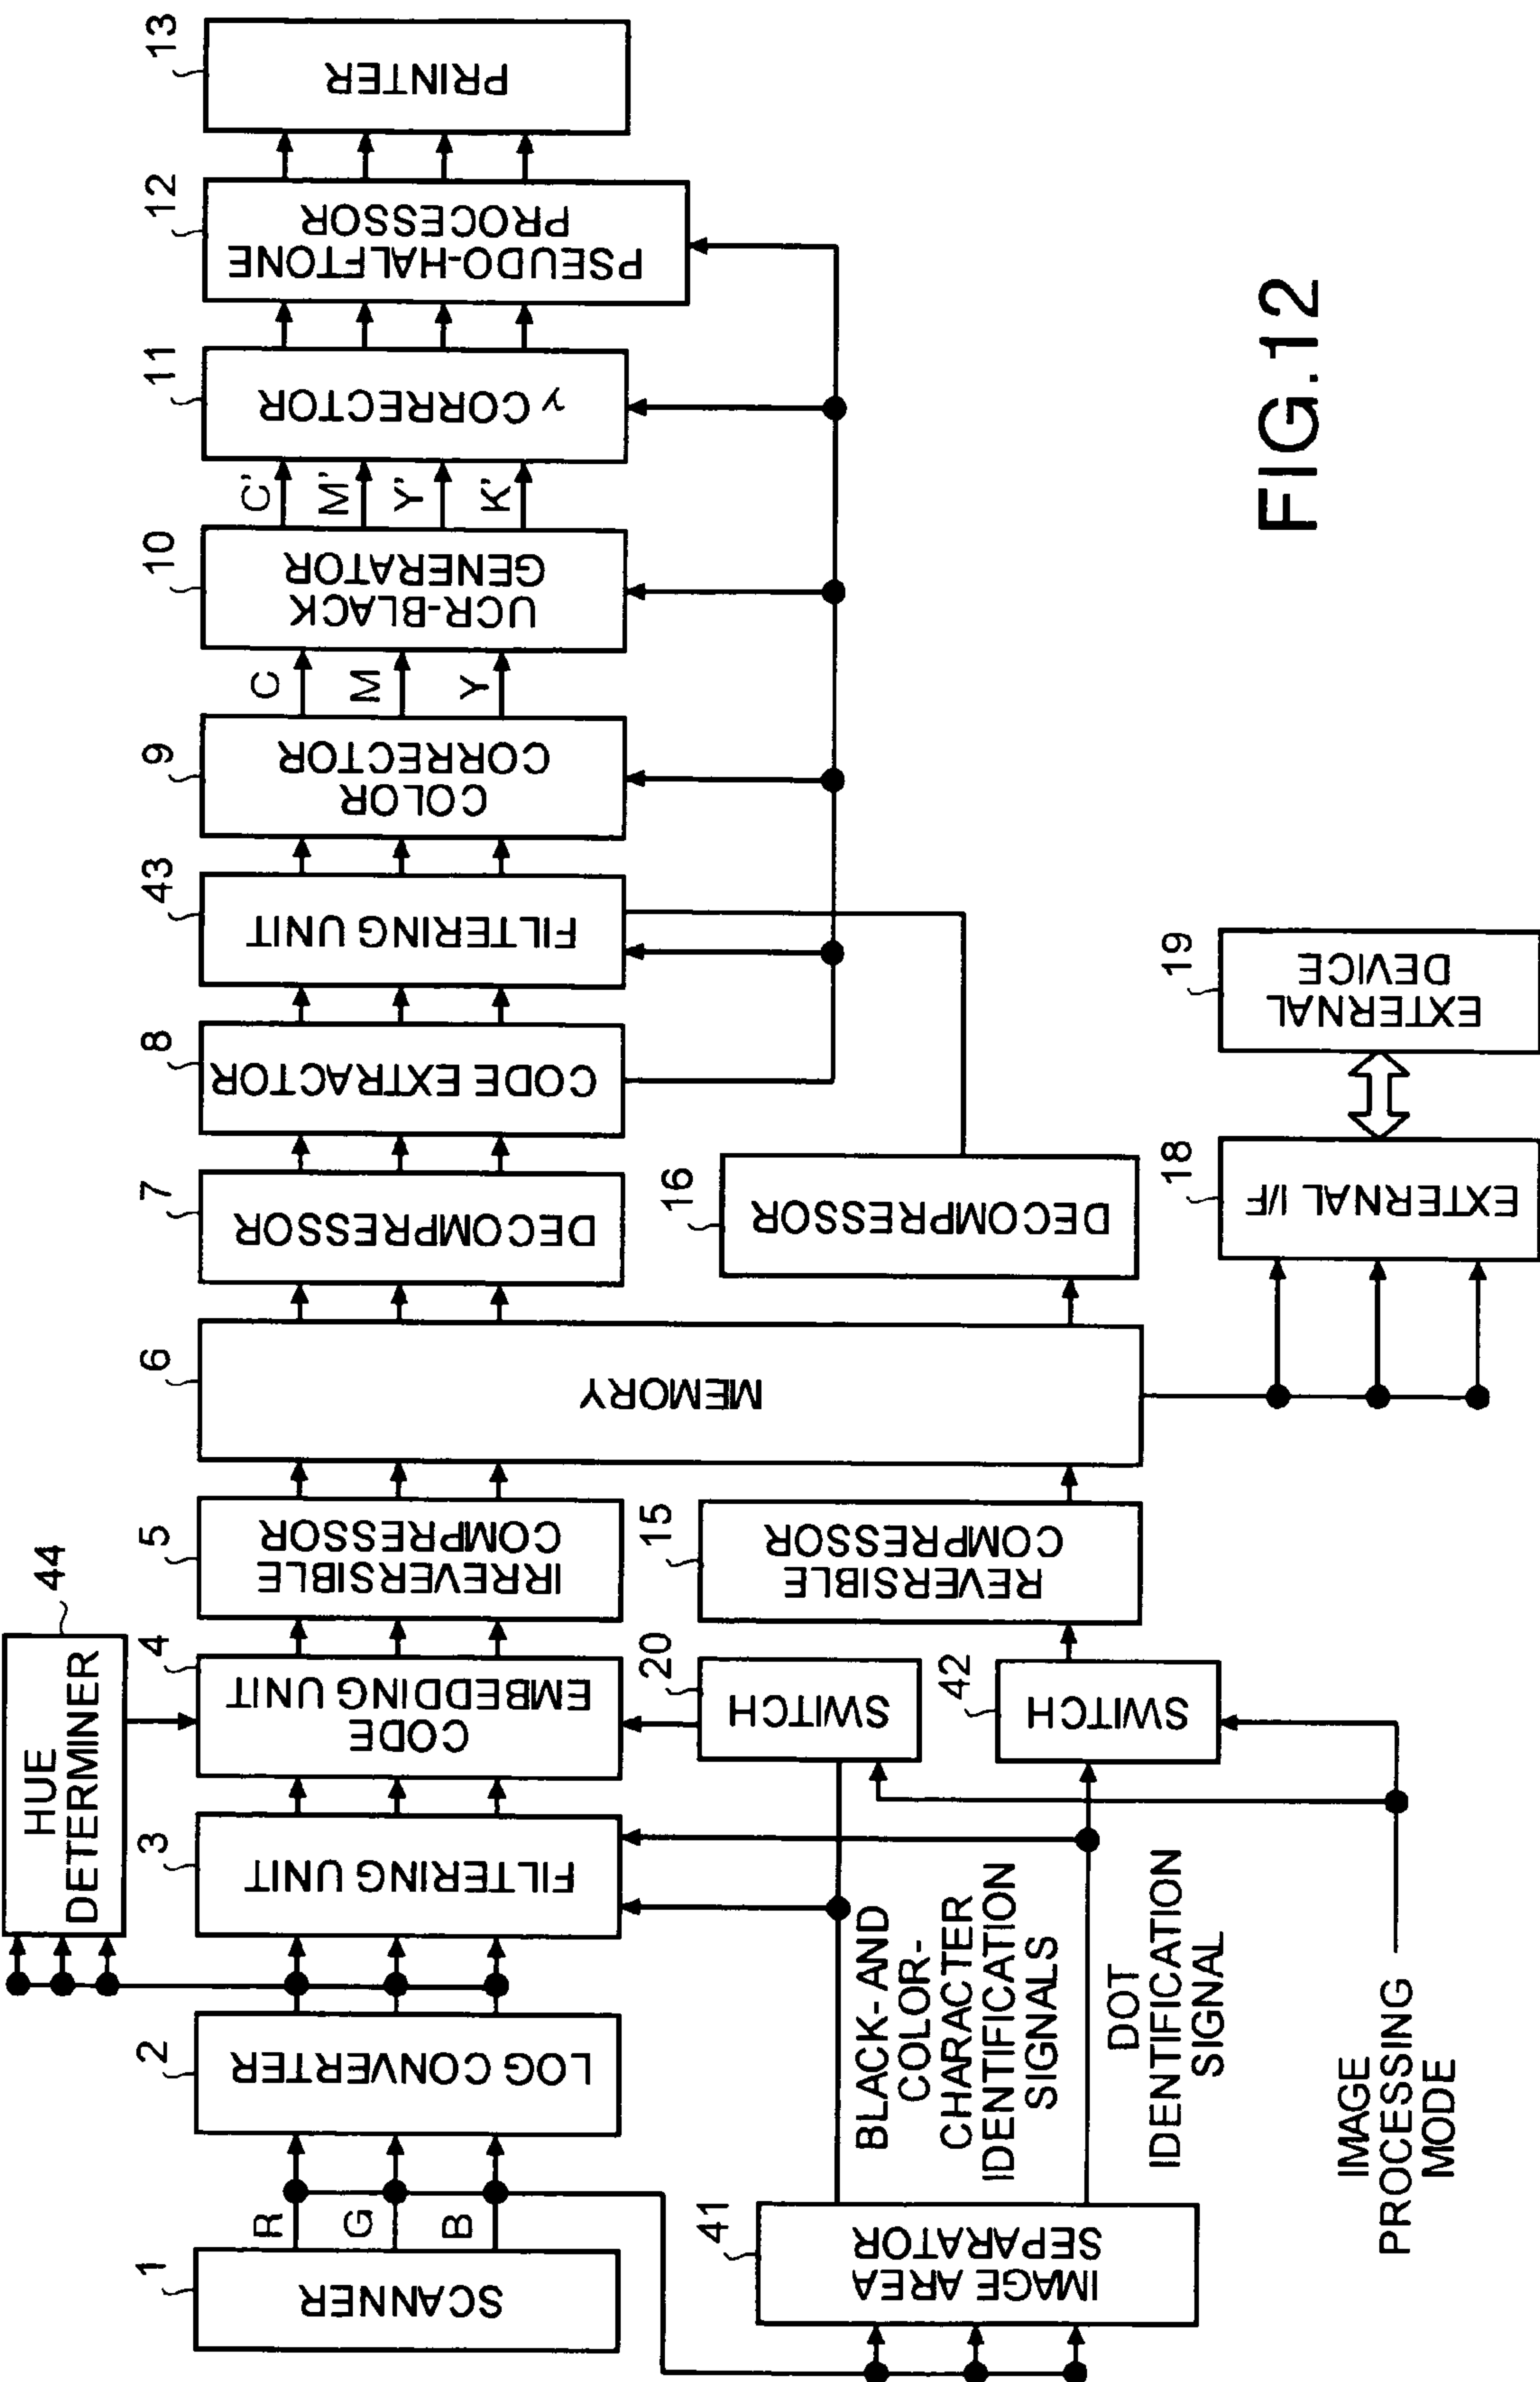 1
SCANNER
R
G
B
2
LOG CONVERTER
44
HUE
DETERMINER
3
FILTERING UNIT
4
CODE
EMBEDDING UNIT
5
IRREVERSIBLE
COMPRESSOR
6
MEMORY
7
DECOMPRESSOR
8
CODE EXTRACTOR
43
FILTERING UNIT
9
COLOR
CORRECTOR
C
M
Y
10
UCR-BLACK
GENERATOR
C'
M'
Y'
K'
11
γ CORRECTOR
12
PSEUDO-HALFTONE
PROCESSOR
13
PRINTER
41
IMAGE AREA
SEPARATOR
BLACK- AND
COLOR-
CHARACTER
IDENTIFICATION
SIGNALS
DOT
IDENTIFICATION
SIGNAL
IMAGE
PROCESSING
MODE
20
SWITCH
42
SWITCH
15
REVERSIBLE
COMPRESSOR
16
DECOMPRESSOR
18
EXTERNAL I/F
19
EXTERNAL
DEVICE
FIG.12